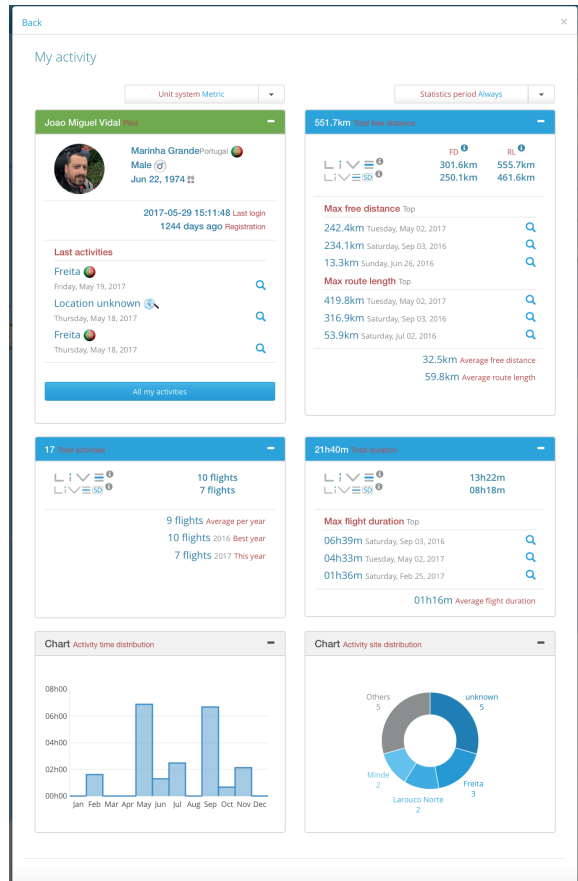 Back ×
My activity
Unit system Metric
Statistics period Always
Joao Miguel Vidal Pilot
Marinha GrandePortugal
Male
Jun 22, 1974
2017-05-29 15:11:48 Last login
1244 days ago Registration
Last activities
Freita
Friday, May 19, 2017
Location unknown
Thursday, May 18, 2017
Freita
Thursday, May 18, 2017
All my activities
551.7km Total free distance
FD RL
LiVE 301.6km 555.7km
LiVE SD 250.1km 461.6km
Max free distance Top
242.4km Tuesday, May 02, 2017
234.1km Saturday, Sep 03, 2016
13.3km Sunday, Jun 26, 2016
Max route length Top
419.8km Tuesday, May 02, 2017
316.9km Saturday, Sep 03, 2016
53.9km Saturday, Jul 02, 2016
32.5km Average free distance
59.8km Average route length
17 Total activities
LiVE 10 flights
LiVE SD 7 flights
9 flights Average per year
10 flights 2016 Best year
7 flights 2017 This year
21h40m Total duration
LiVE 13h22m
LiVE SD 08h18m
Max flight duration Top
06h39m Saturday, Sep 03, 2016
04h33m Tuesday, May 02, 2017
01h36m Saturday, Feb 25, 2017
01h16m Average flight duration
Chart Activity time distribution
08h00
06h00
04h00
02h00
00h00
Jan Feb Mar Apr May Jun Jul Aug Sep Oct Nov Dec
Chart Activity site distribution
Others
5
unknown
5
Minde
2
Freita
3
Larouco Norte
2